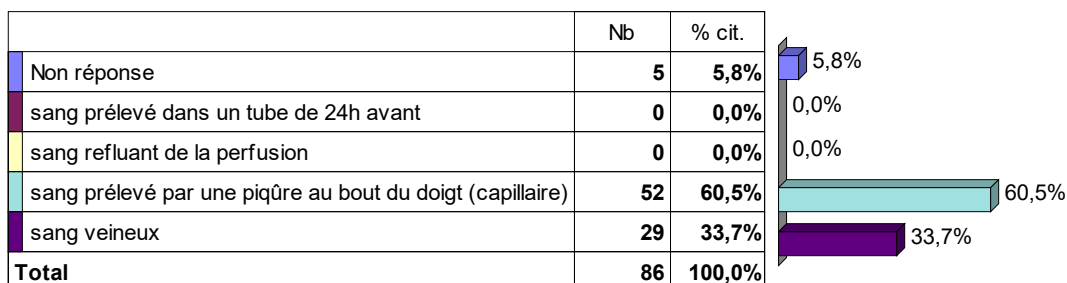 Nb % cit.
Non réponse 5 5,8% 5,8%
sang prélevé dans un tube de 24h avant 0 0,0% 0,0%
sang refluant de la perfusion 0 0,0% 0,0%
sang prélevé par une piqûre au bout du doigt (capillaire) 52 60,5% 60,5%
sang veineux 29 33,7% 33,7%
Total 86 100,0%